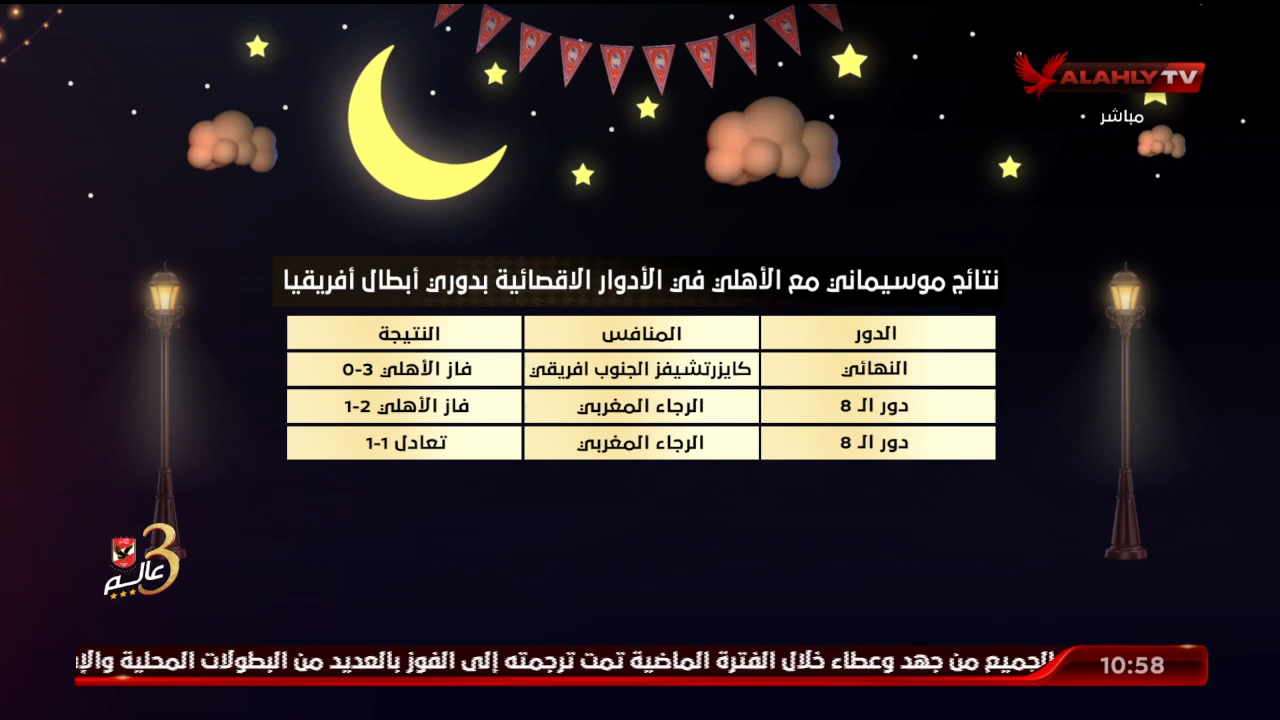 ALAHLY TV
مباشر
نتائج موسيماني مع الأهلي في الأدوار الاقصائية بدوري أبطال أفريقيا
الدور المنافس النتيجة
النهائي كايزرتشيفز الجنوب افريقي فاز الأهلي 3-0
دور الـ 8 الرجاء المغربي فاز الأهلي 2-1
دور الـ 8 الرجاء المغربي تعادل 1-1
3 عالم
10:58
الجميع من جهد وعطاء خلال الفترة الماضية تمت ترجمته إلى الفوز بالعديد من البطولات المحلية